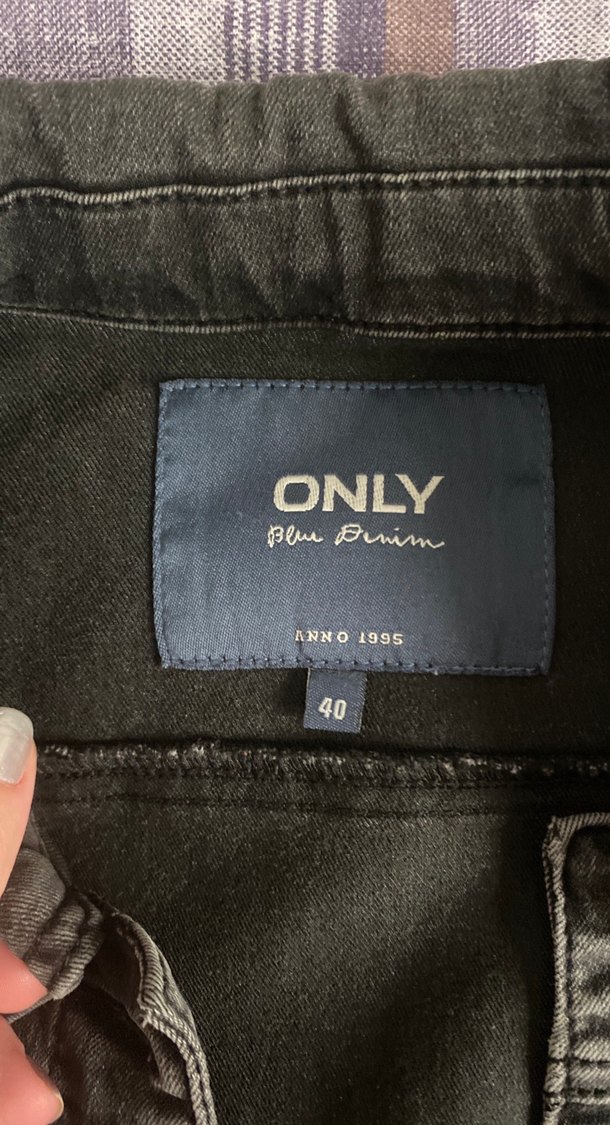 ONLY
Blue Denim
ANNO 1995
40